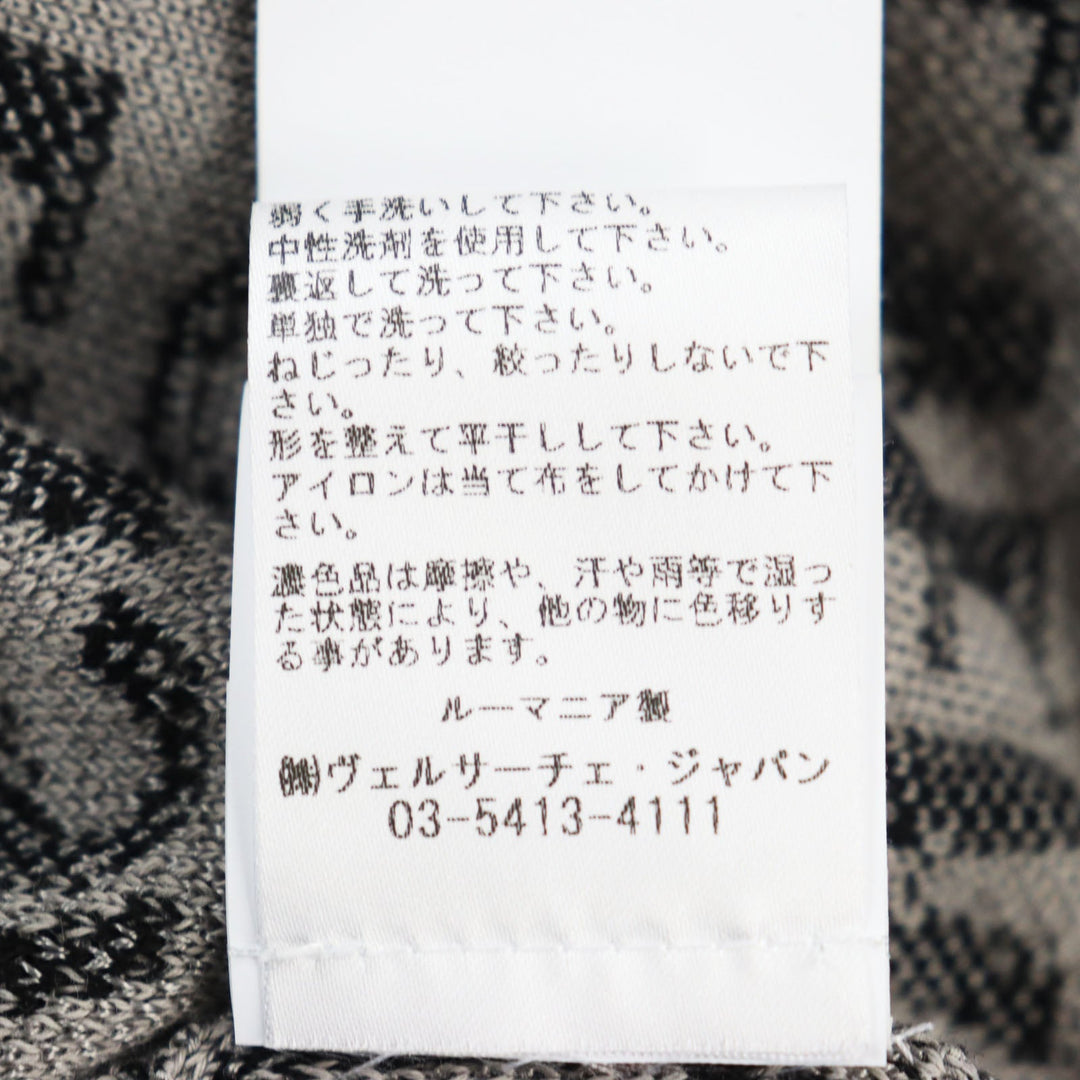 弱く手洗いして下さい。
中性洗剤を使用して下さい。
裏返して洗って下さい。
単独で洗って下さい。
ねじったり、絞ったりしないで下
さい。
形を整えて平干しして下さい。
アイロンは当て布をしてかけて下
さい。
濃色品は摩擦や、汗や雨等で湿っ
た状態により、他の物に色移りす
る事があります。
ルーマニア製
㈱ヴェルサーチェ・ジャパン
03-5413-4111